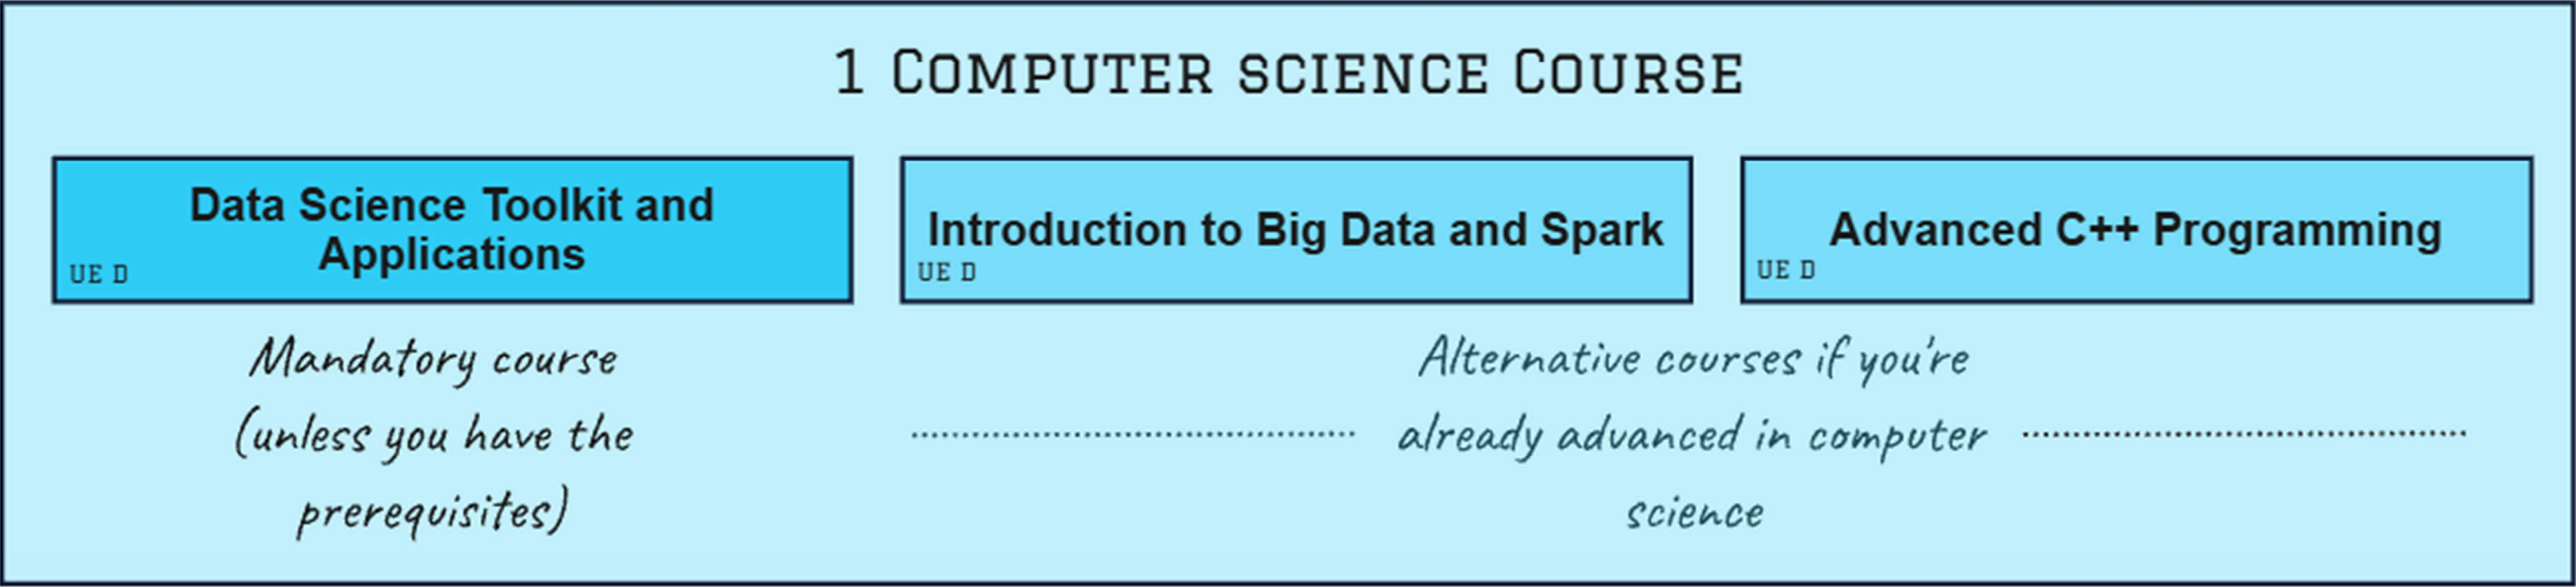 1 Computer science Course
Data Science Toolkit and
Applications
UE D
Introduction to Big Data and Spark
UE D
Advanced C++ Programming
UE D
Mandatory course
(unless you have the
prerequisites)
Alternative courses if you're
already advanced in computer
science